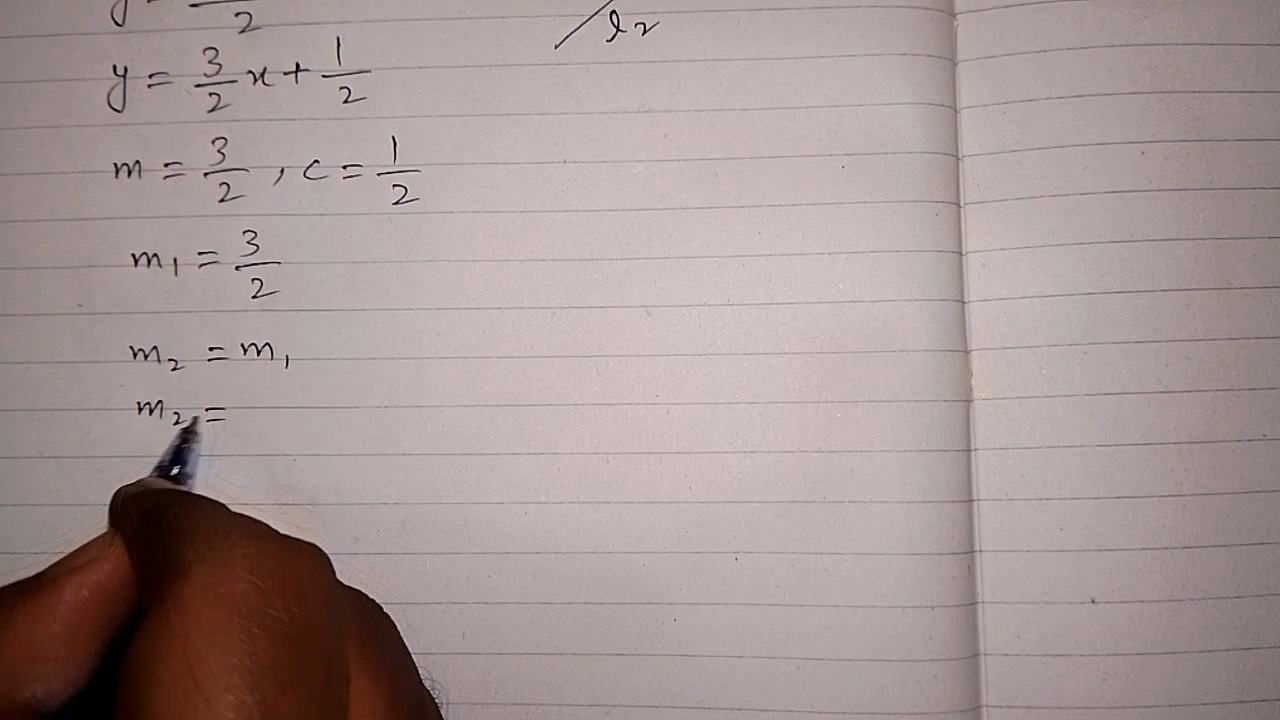 y = 3/2 x + 1/2
l2
m = 3/2 , c = 1/2
m₁ = 3/2
m₂ = m₁
m₂ =